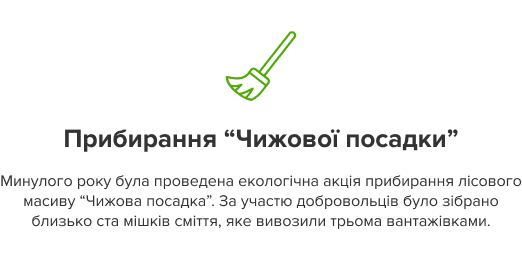 Прибирання “Чижової посадки”
Минулого року була проведена екологічна акція прибирання лісового
масиву “Чижова посадка”. За участю добровольців було зібрано
близько ста мішків сміття, яке вивозили трьома вантажівками.